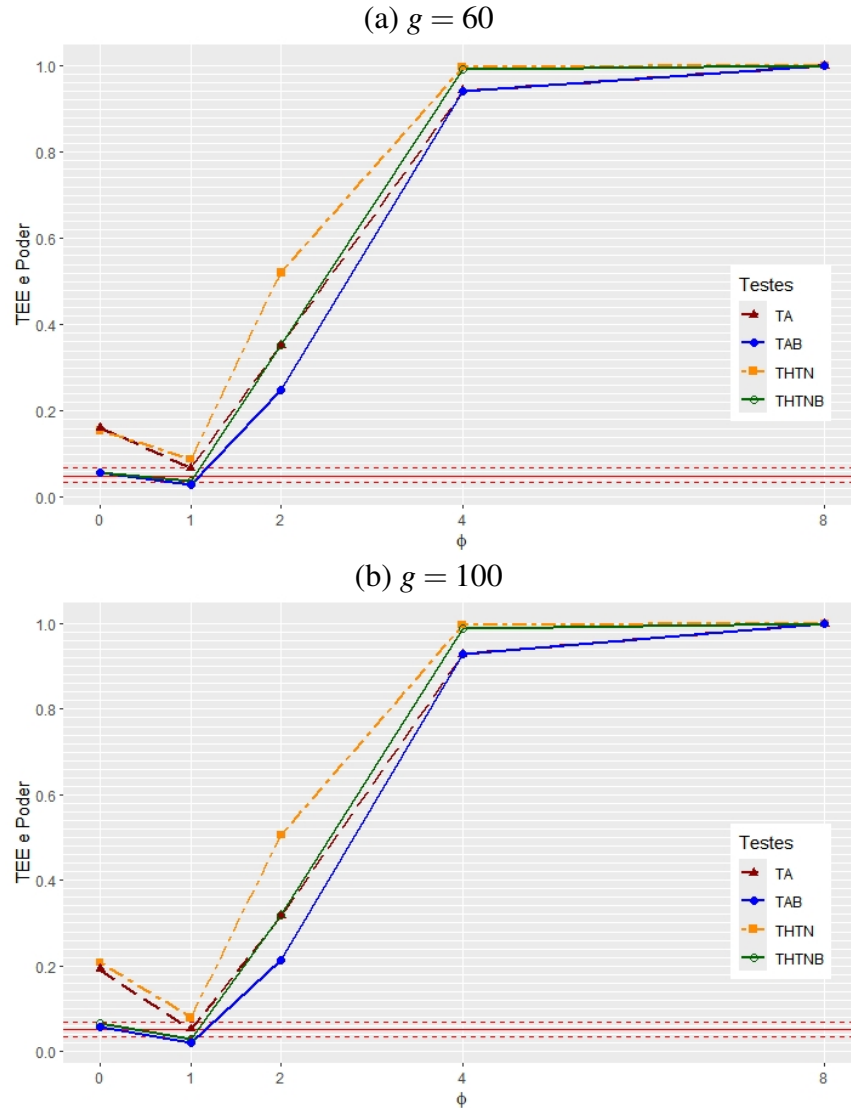 (a) g = 60
1.0
0.8
0.6
0.4
0.2
0.0
TEE e Poder
Testes
TA
TAB
THTN
THTNB
0 1 2 4 8
ϕ
(b) g = 100
1.0
0.8
0.6
0.4
0.2
0.0
TEE e Poder
Testes
TA
TAB
THTN
THTNB
0 1 2 4 8
ϕ